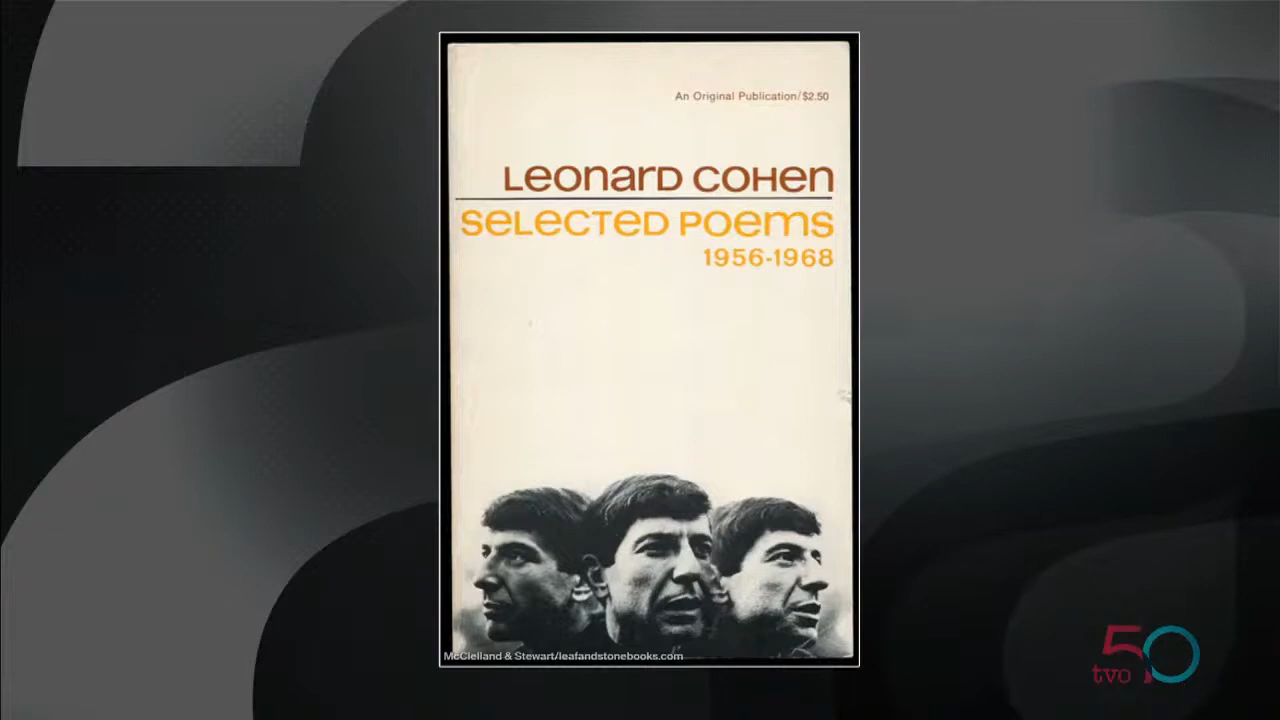 An Original Publication/$2.50
Leonard Cohen
Selected Poems
1956-1968
McClelland & Stewart/leafandstonebooks.com
50
tvo